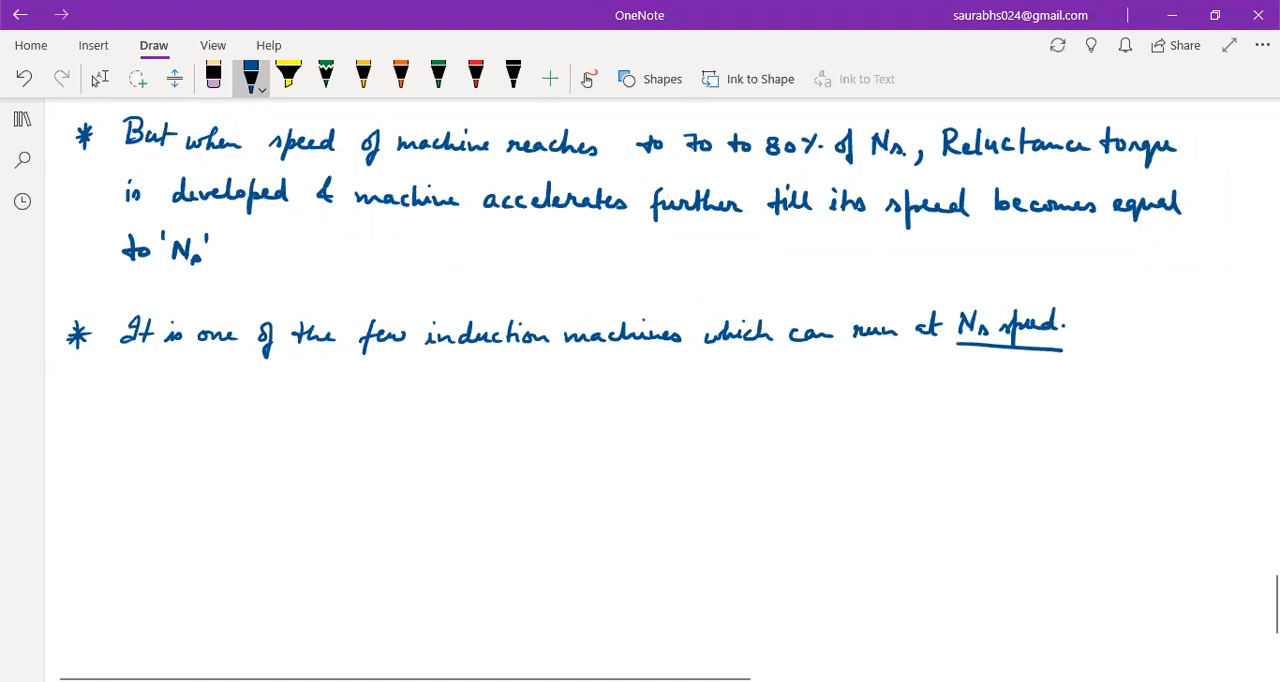 OneNote
saurabhs024@gmail.com
Home Insert Draw View Help
Share
Shapes Ink to Shape Ink to Text
* But when speed of machine reaches to 70 to 80% of Ns, Reluctance torque
is developed & machine accelerates further till its speed becomes equal
to 'Ns'
* It is one of the few induction machines which can run at Ns speed.